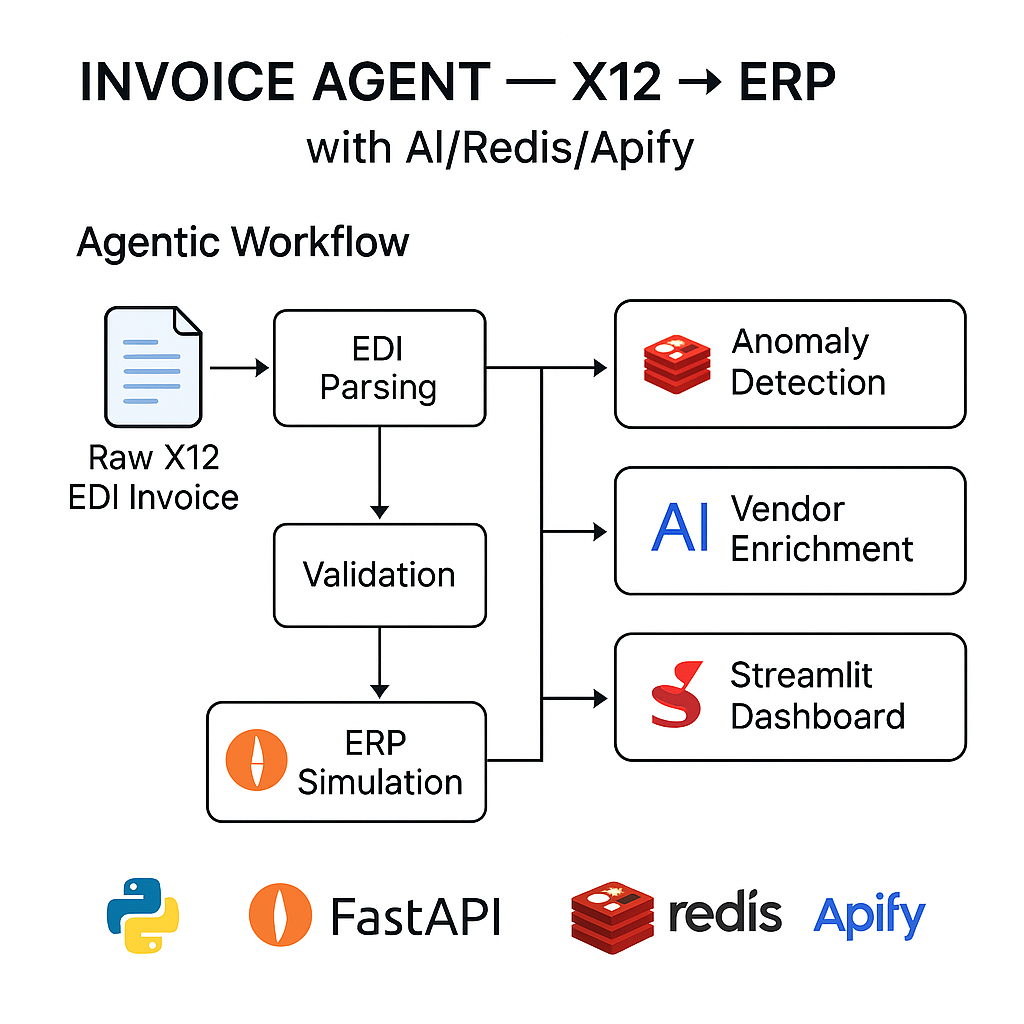 INVOICE AGENT — X12 → ERP
with AI/Redis/Apify
Agentic Workflow
Raw X12
EDI Invoice
EDI
Parsing
Validation
ERP
Simulation
Anomaly
Detection
AI
Vendor
Enrichment
Streamlit
Dashboard
FastAPI
redis
Apify